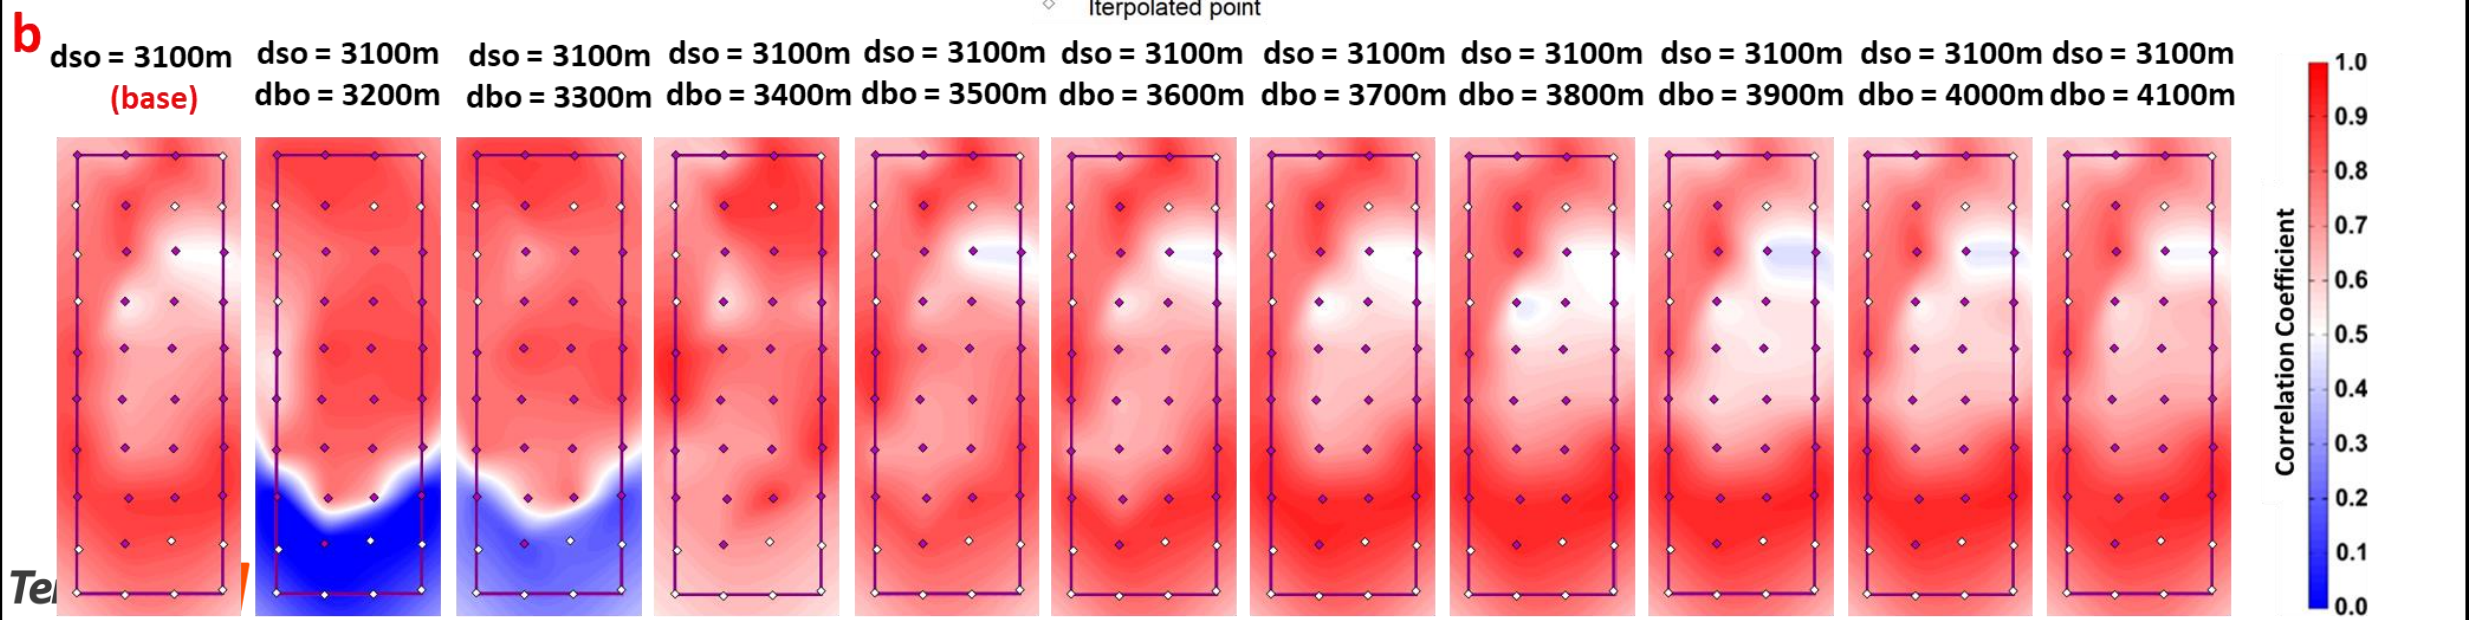 Iterpolated point
b
dso = 3100m dso = 3100m dso = 3100m dso = 3100m dso = 3100m dso = 3100m dso = 3100m dso = 3100m dso = 3100m dso = 3100m dso = 3100m
(base) dbo = 3200m dbo = 3300m dbo = 3400m dbo = 3500m dbo = 3600m dbo = 3700m dbo = 3800m dbo = 3900m dbo = 4000m dbo = 4100m
1.0
0.9
0.8
0.7
0.6
0.5
0.4
0.3
0.2
0.1
0.0
Correlation Coefficient